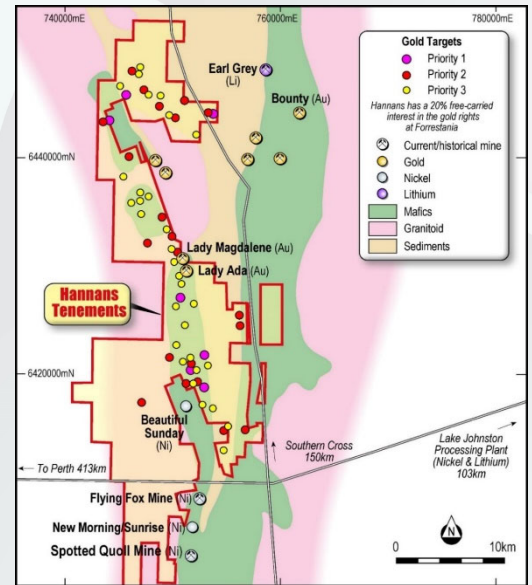 740000mE
760000mE
780000mE
Earl Grey
(Li)
Bounty (Au)
6440000mN
Lady Magdalene (Au)
Lady Ada (Au)
Hannans
Tenements
6420000mN
Beautiful
Sunday
(Ni)
Southern Cross
150km
Lake Johnston
Processing Plant
(Nickel & Lithium)
103km
To Perth 413km
Flying Fox Mine (Ni)
New Morning/Sunrise (Ni)
Spotted Quoll Mine (Ni)
N
0
10km
Gold Targets
Priority 1
Priority 2
Priority 3
Hannans has a 20% free-carried
interest in the gold rights
at Forrestania
Current/historical mine
Gold
Nickel
Lithium
Mafics
Granitoid
Sediments